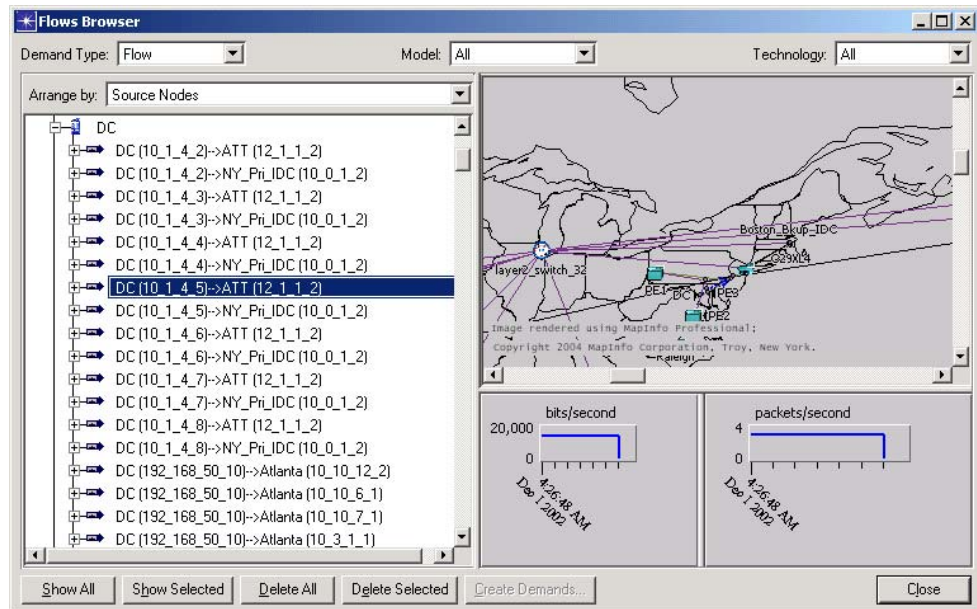 Flows Browser
Demand Type: Flow Model: All Technology: All
Arrange by: Source Nodes
DC
DC (10_1_4_2)-->ATT (12_1_1_2)
DC (10_1_4_2)-->NY_Pri_IDC (10_0_1_2)
DC (10_1_4_3)-->ATT (12_1_1_2)
DC (10_1_4_3)-->NY_Pri_IDC (10_0_1_2)
DC (10_1_4_4)-->ATT (12_1_1_2)
DC (10_1_4_4)-->NY_Pri_IDC (10_0_1_2)
DC (10_1_4_5)-->ATT (12_1_1_2)
DC (10_1_4_5)-->NY_Pri_IDC (10_0_1_2)
DC (10_1_4_6)-->ATT (12_1_1_2)
DC (10_1_4_6)-->NY_Pri_IDC (10_0_1_2)
DC (10_1_4_7)-->ATT (12_1_1_2)
DC (10_1_4_7)-->NY_Pri_IDC (10_0_1_2)
DC (10_1_4_8)-->ATT (12_1_1_2)
DC (10_1_4_8)-->NY_Pri_IDC (10_0_1_2)
DC (192_168_50_10)-->Atlanta (10_10_12_2)
DC (192_168_50_10)-->Atlanta (10_10_6_1)
DC (192_168_50_10)-->Atlanta (10_10_7_1)
DC (192_168_50_10)-->Atlanta (10_3_1_1)
Boston_Bkup_IDC
G29XL4
layer2_switch_32
PE1 DC PE3
PE2
Image rendered using MapInfo Professional;
Copyright 2004 MapInfo Corporation, Troy, New York.
Raleigh
bits/second
20,000
0
4:26:48 AM
Dec 1 2002
packets/second
4
0
4:26:48 AM
Dec 1 2002
Show All Show Selected Delete All Delete Selected Create Demands... Close